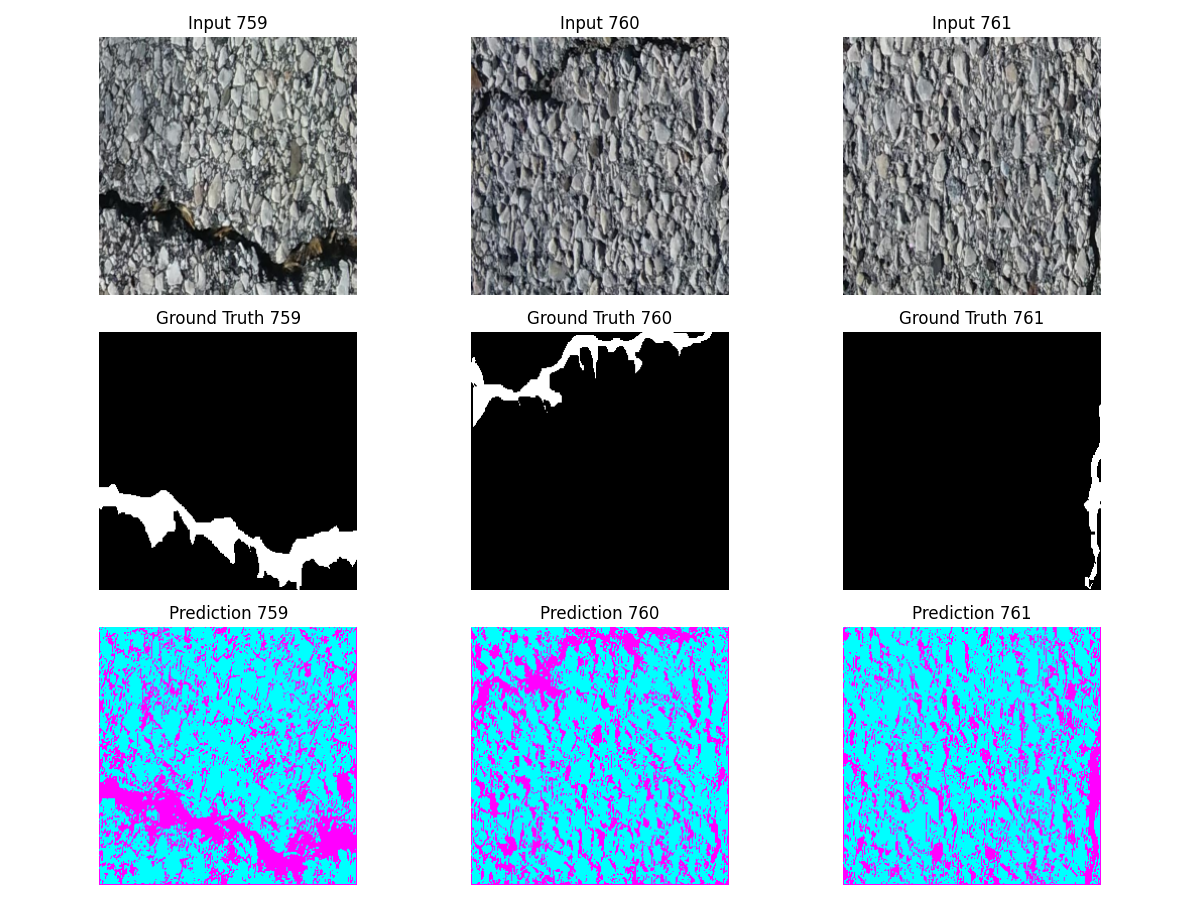 Input 759
Input 760
Input 761
Ground Truth 759
Ground Truth 760
Ground Truth 761
Prediction 759
Prediction 760
Prediction 761